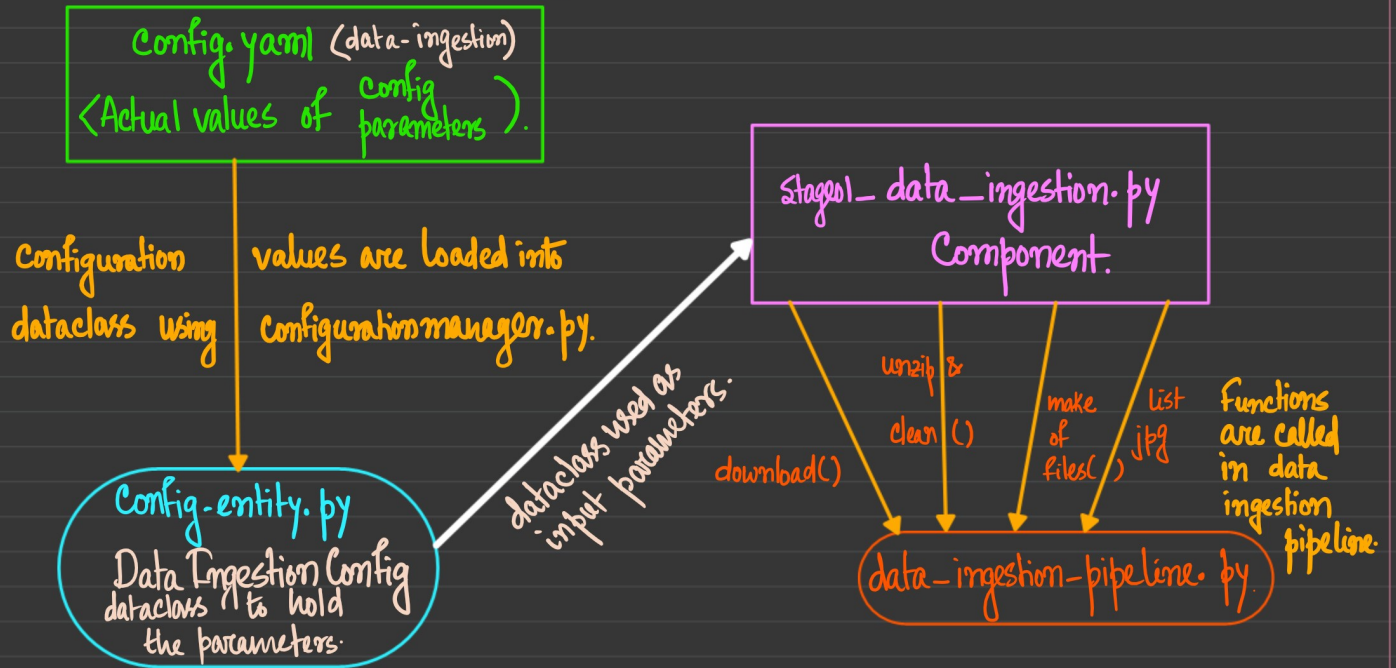 Config.yaml (data-ingestion)
(Actual values of config parameters).
Configuration values are loaded into
dataclass using Configurationmanager.py.
Config-entity.py
Data Ingestion Config
dataclass to hold
the parameters.
dataclass used as
input parameters.
Stage01_data_ingestion.py
Component.
download()
unzip &
clean ()
make list
of jpg
files( )
Functions
are called
in data
ingestion
pipeline.
data_ingestion_pipeline.py